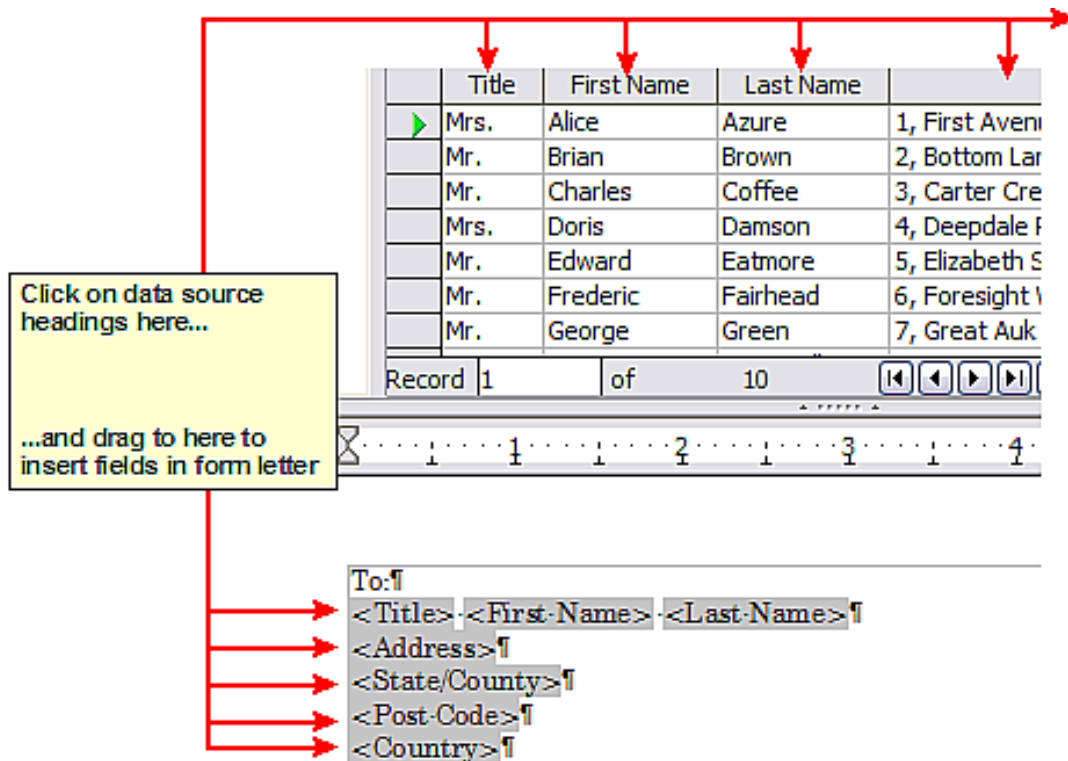 Title First Name Last Name
Mrs. Alice Azure 1, First Avenu
Mr. Brian Brown 2, Bottom Lan
Mr. Charles Coffee 3, Carter Cre
Mrs. Doris Damson 4, Deepdale
Mr. Edward Eatmore 5, Elizabeth S
Mr. Frederic Fairhead 6, Foresight
Mr. George Green 7, Great Auk
Record 1 of 10
Click on data source
headings here...
...and drag to here to
insert fields in form letter
1 2 3 4
To:¶
<Title>·<First·Name>·<Last·Name>¶
<Address>¶
<State/County>¶
<Post·Code>¶
<Country>¶